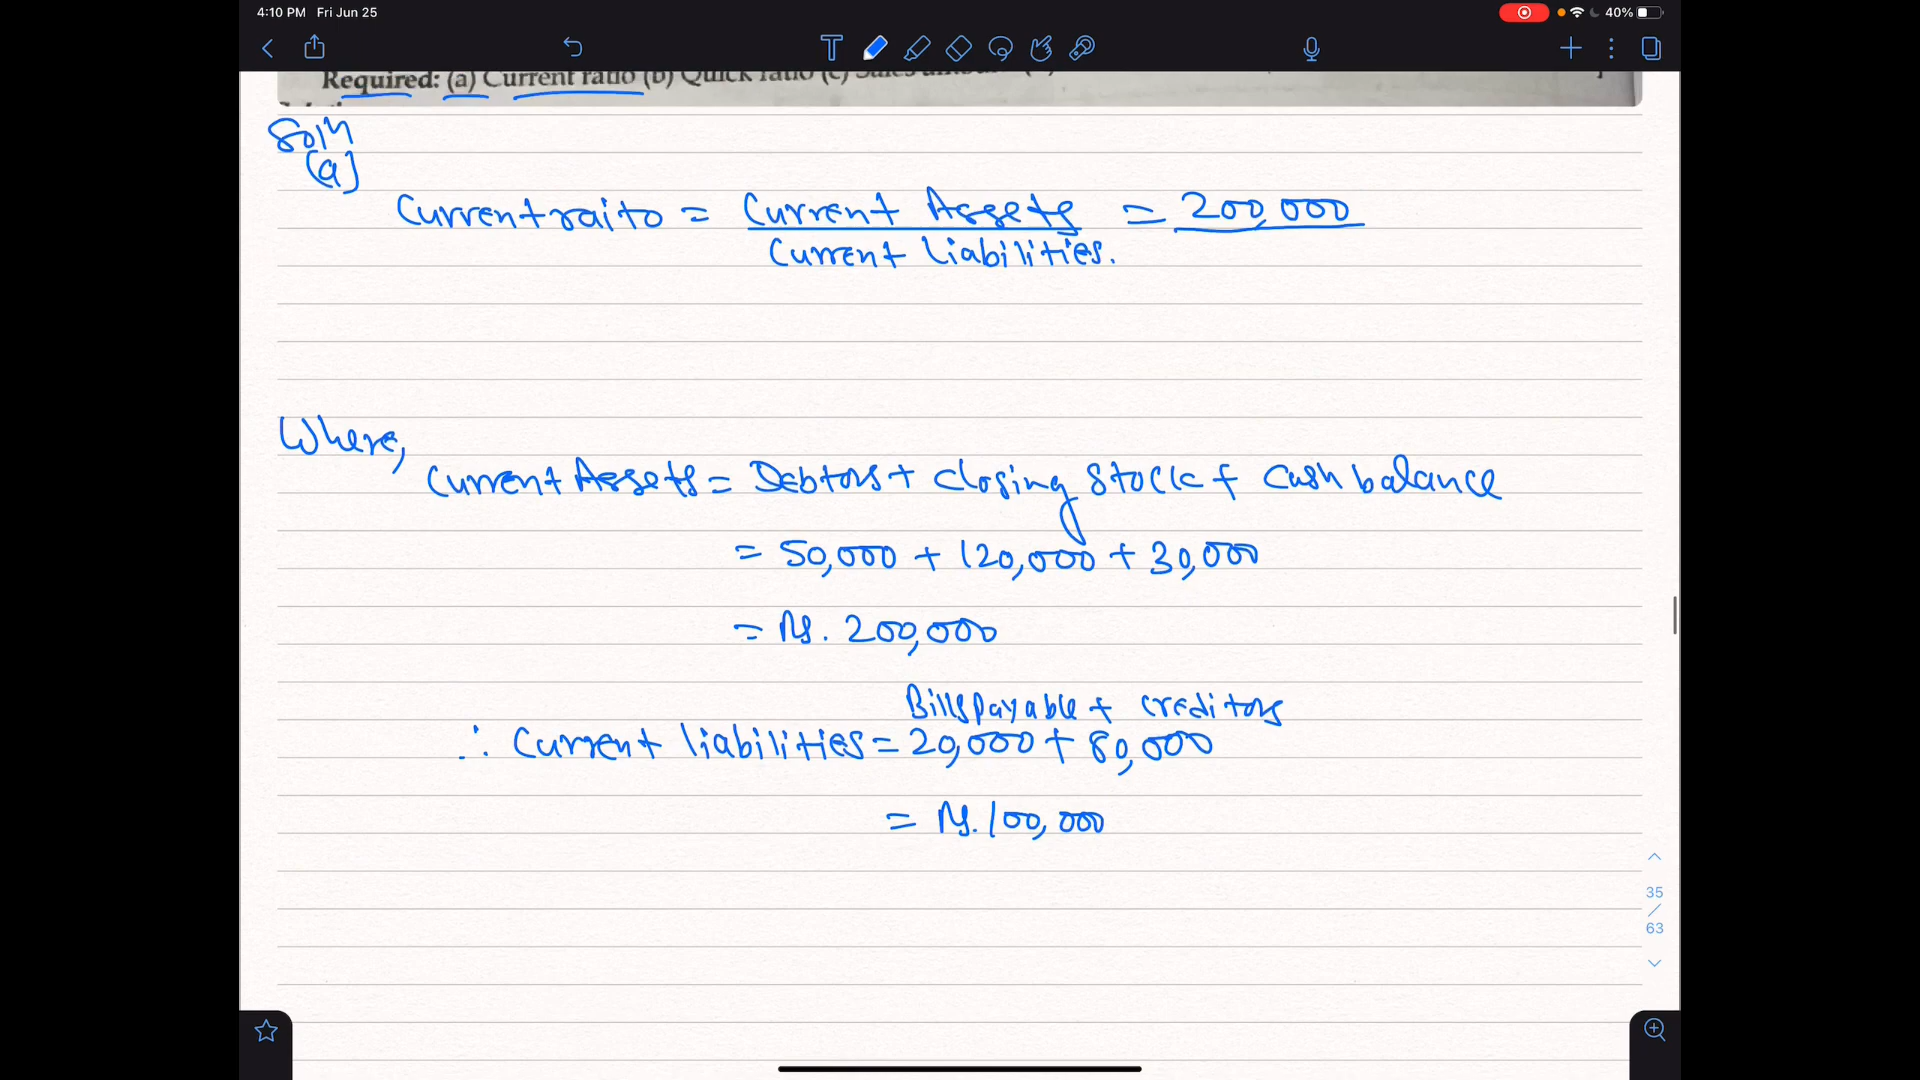 4:10 PM Fri Jun 25
40%
Required: (a) Current ratio (b) Quick ratio (c) Sales
Soln
(a)
Current raito = Current Assets = 200,000
Current liabilities.
Where,
Current Assets = Debtors + Closing Stock + Cash balance
= 50,000 + 120,000 + 30,000
= Rs. 200,000
Bills payable + creditors
∴ Current liabilities = 20,000 + 80,000
= Rs. 100,000
35
/
63